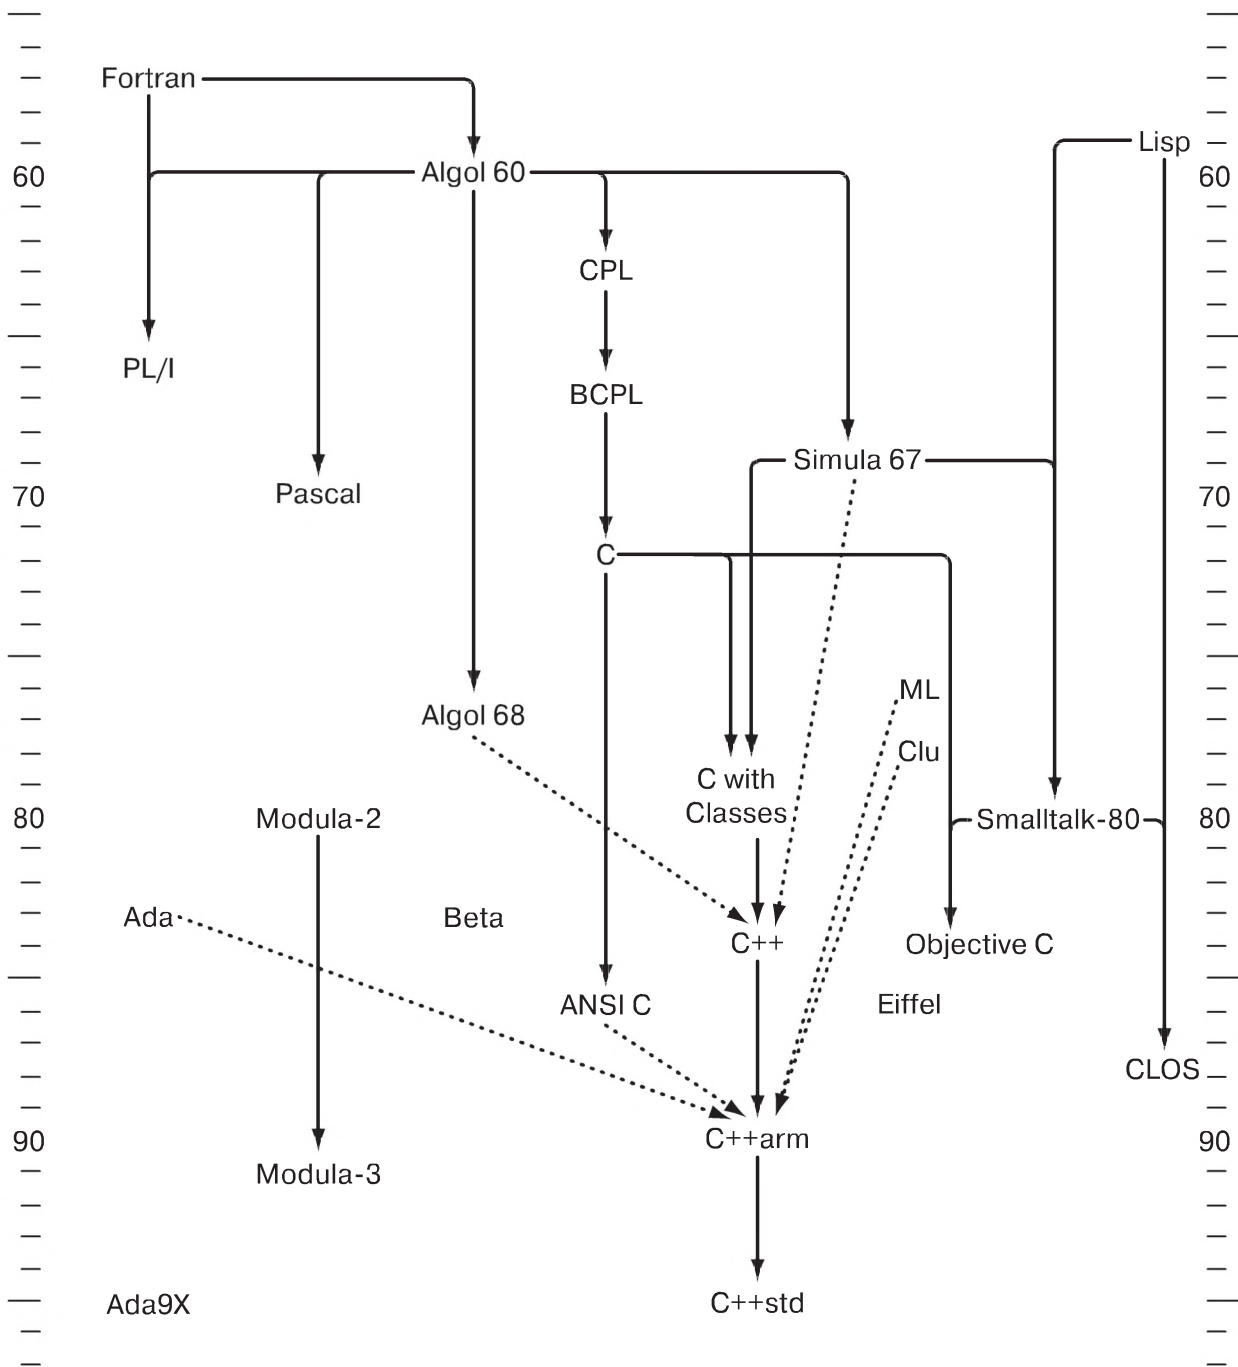 Fortran
Lisp
60
Algol 60
60
CPL
PL/I
BCPL
Simula 67
70
Pascal
70
C
ML
Algol 68
Clu
C with
Classes
80
Modula-2
Smalltalk-80
80
Ada
Beta
C++
Objective C
ANSI C
Eiffel
CLOS
90
C++arm
90
Modula-3
Ada9X
C++std